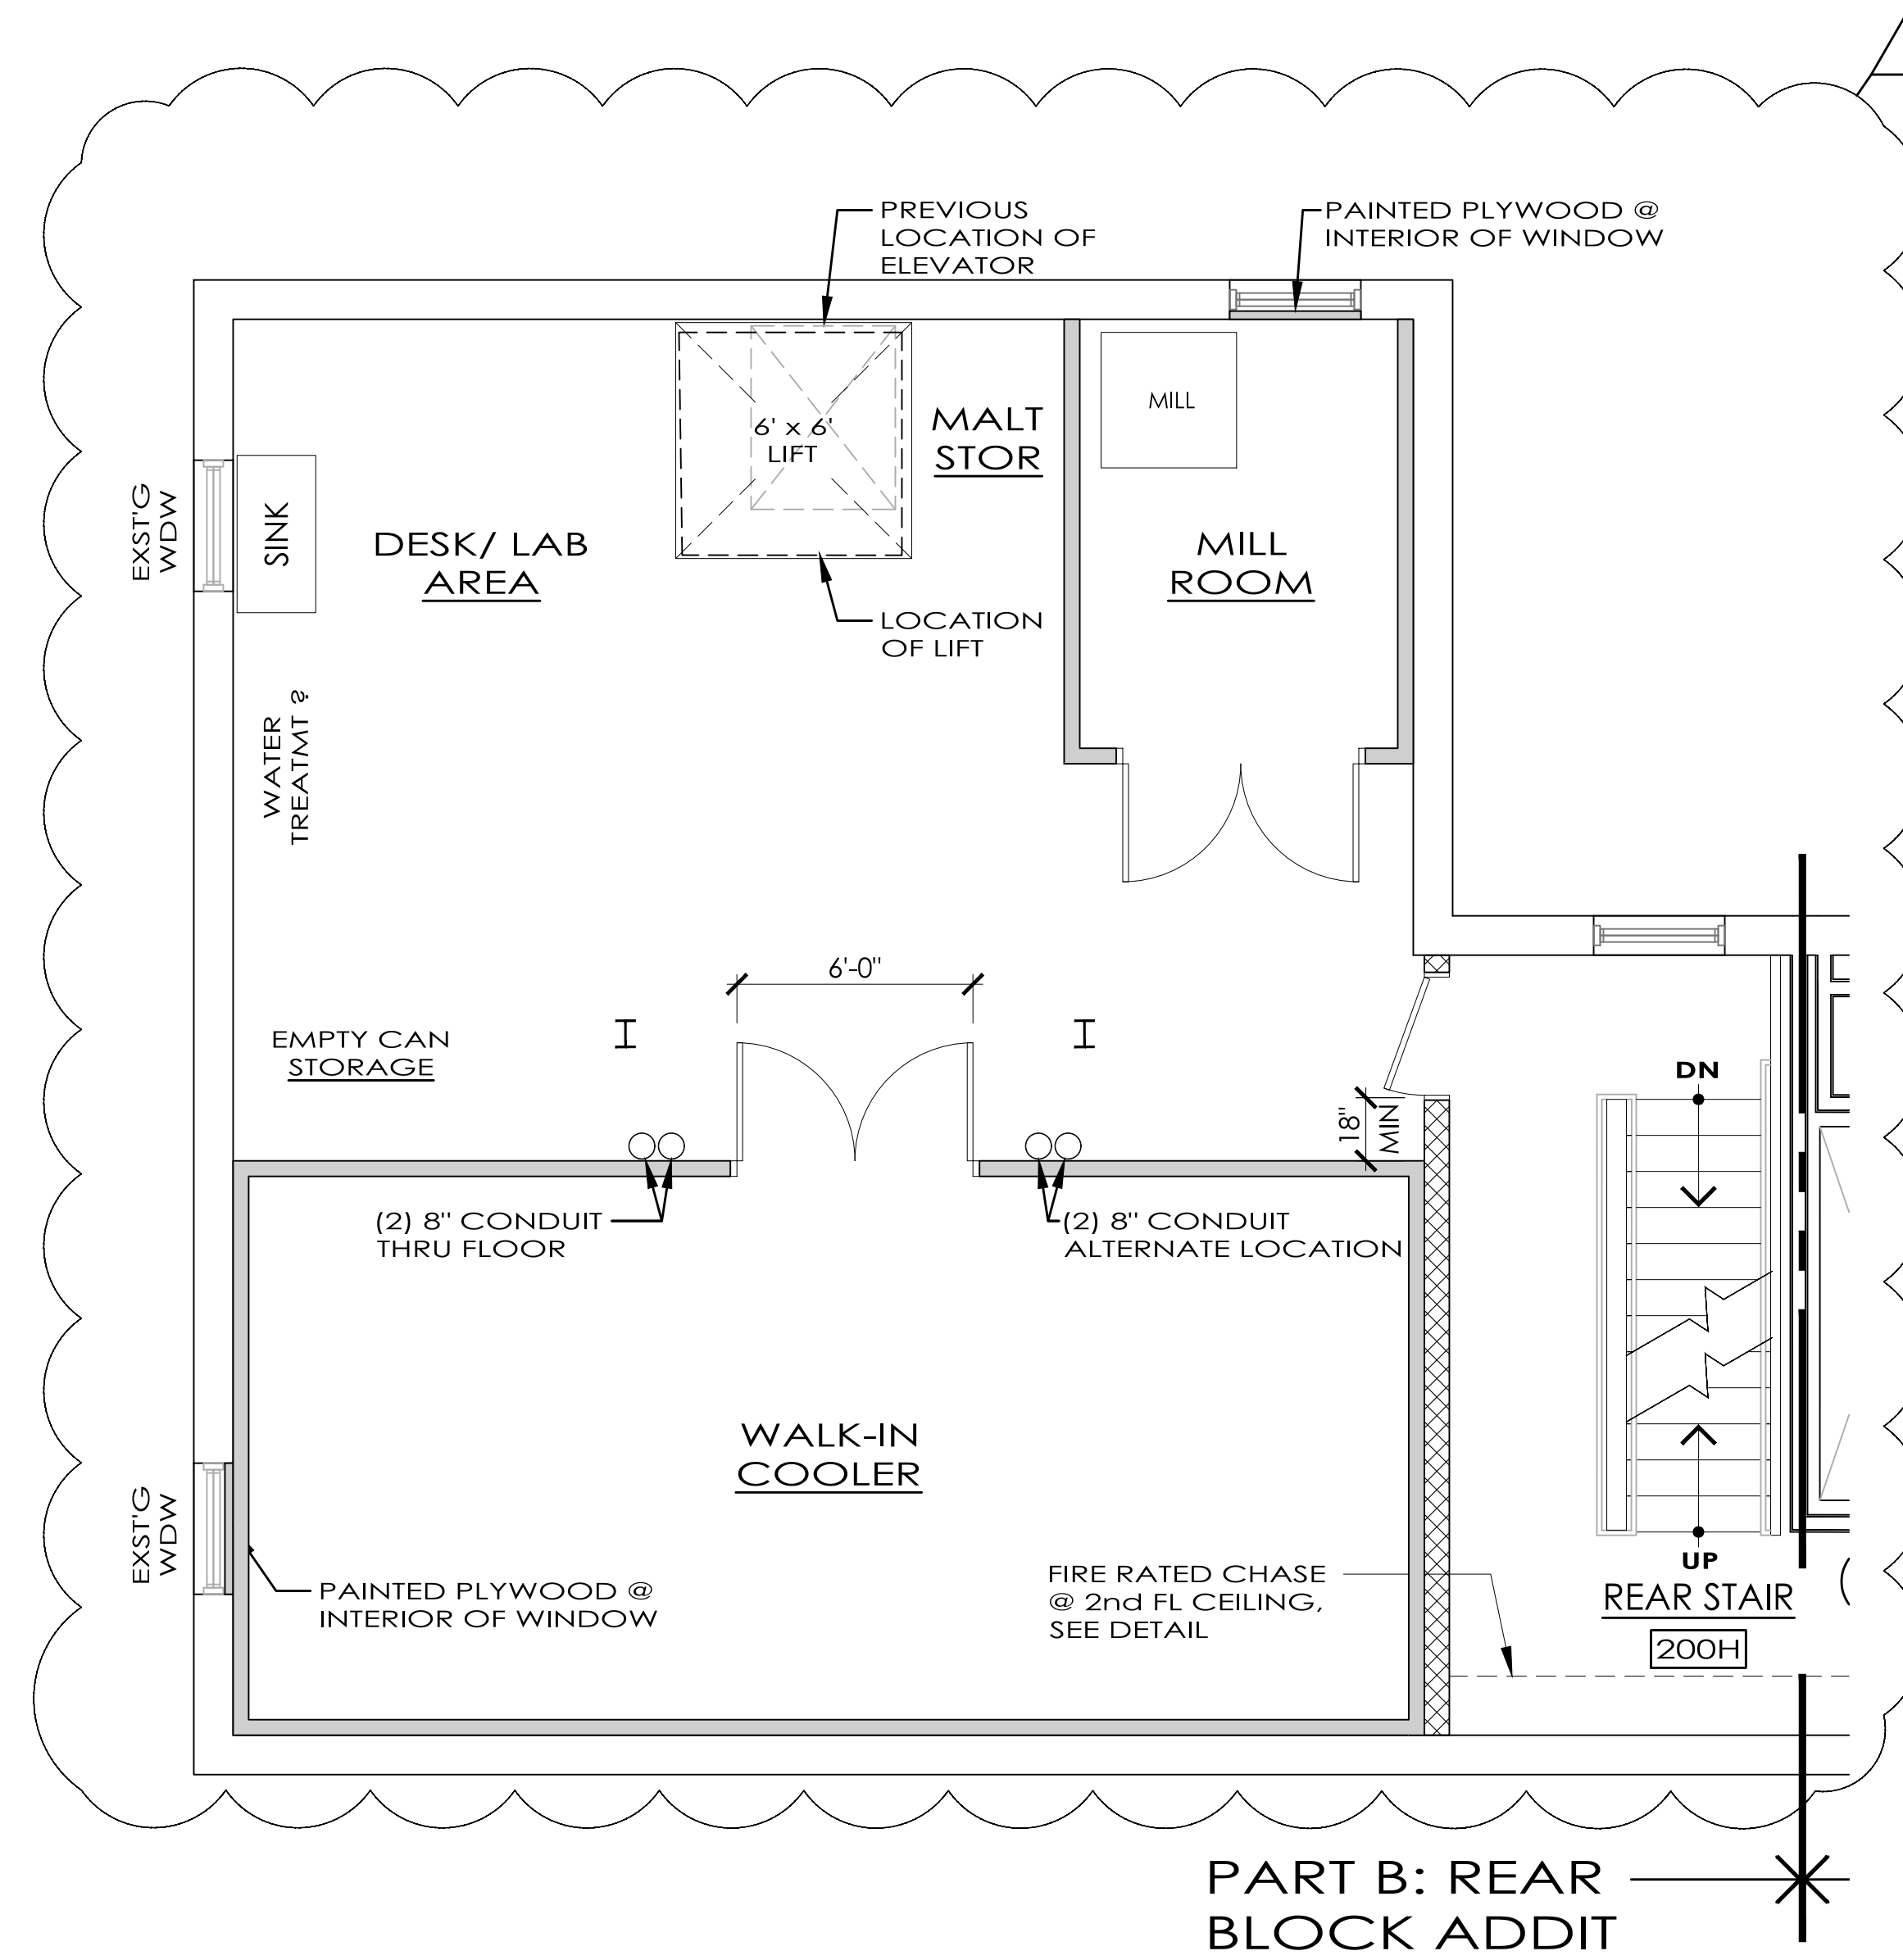 PREVIOUS
LOCATION OF
ELEVATOR
PAINTED PLYWOOD @
INTERIOR OF WINDOW
6' x 6'
LIFT
MALT
STOR
MILL
EXST'G
WDW
SINK
DESK/ LAB
AREA
MILL
ROOM
LOCATION
OF LIFT
WATER
TREATMT ?
6'-0"
EMPTY CAN
STORAGE
18"
MIN
DN
(2) 8" CONDUIT
THRU FLOOR
(2) 8" CONDUIT
ALTERNATE LOCATION
WALK-IN
COOLER
EXST'G
WDW
PAINTED PLYWOOD @
INTERIOR OF WINDOW
FIRE RATED CHASE
@ 2nd FL CEILING,
SEE DETAIL
UP
REAR STAIR
200H
PART B: REAR
BLOCK ADDIT